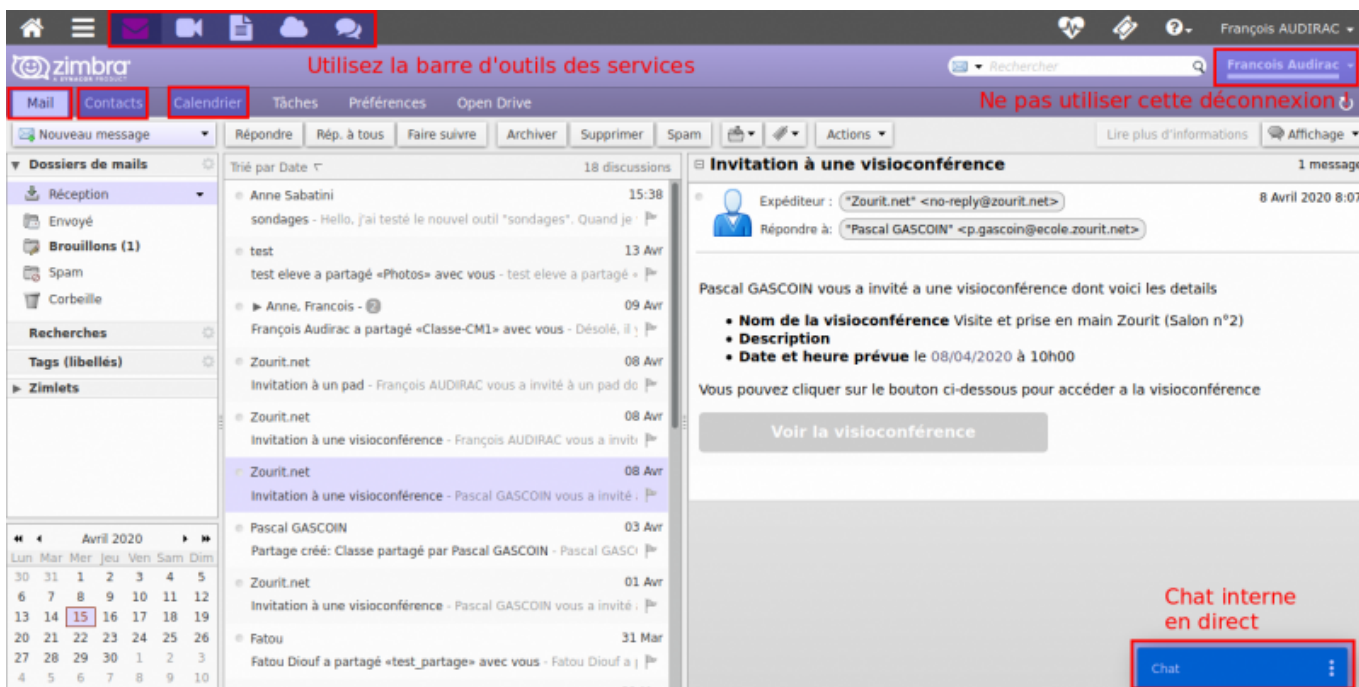 François AUDIRAC
zimbra
A SYNACOR PRODUCT
Utilisez la barre d'outils des services
Rechercher
Francois Audirac
Mail Contacts Calendrier Tâches Préférences Open Drive
Ne pas utiliser cette déconnexion !
Nouveau message
Répondre Rép. à tous Faire suivre Archiver Supprimer Spam Actions
Lire plus d'informations Affichage
Dossiers de mails
Réception
Envoyé
Brouillons (1)
Spam
Corbeille
Recherches
Tags (libellés)
Zimlets
Avril 2020
Lun Mar Mer Jeu Ven Sam Dim
30 31 1 2 3 4 5
6 7 8 9 10 11 12
13 14 15 16 17 18 19
20 21 22 23 24 25 26
27 28 29 30 1 2 3
4 5 6 7 8 9 10
Trié par Date 18 discussions
Anne Sabatini 15:38
sondages - Hello, j'ai testé le nouvel outil "sondages". Quand je
test 13 Avr
test eleve a partagé «Photos» avec vous - test eleve a partagé «
Anne, Francois - 2 09 Avr
François Audirac a partagé «Classe-CM1» avec vous - Désolé, il y
Zourit.net 08 Avr
Invitation à un pad - François AUDIRAC vous a invité à un pad do
Zourit.net 08 Avr
Invitation à une visioconférence - François AUDIRAC vous a invit
Zourit.net 08 Avr
Invitation à une visioconférence - Pascal GASCOIN vous a invité
Pascal GASCOIN 03 Avr
Partage créé: Classe partagé par Pascal GASCOIN - Pascal GASC
Zourit.net 01 Avr
Invitation à une visioconférence - Pascal GASCOIN vous a invité
Fatou 31 Mar
Fatou Diouf a partagé «test_partage» avec vous - Fatou Diouf a
Invitation à une visioconférence 1 message
Expéditeur : "Zourit.net" <no-reply@zourit.net> 8 Avril 2020 8:07
Répondre à: "Pascal GASCOIN" <p.gascoin@ecole.zourit.net>
Pascal GASCOIN vous a invité a une visioconférence dont voici les details
• Nom de la visioconférence Visite et prise en main Zourit (Salon n°2)
• Description
• Date et heure prévue le 08/04/2020 à 10h00
Vous pouvez cliquer sur le bouton ci-dessous pour accéder a la visioconférence
Voir la visioconférence
Chat interne
en direct
Chat